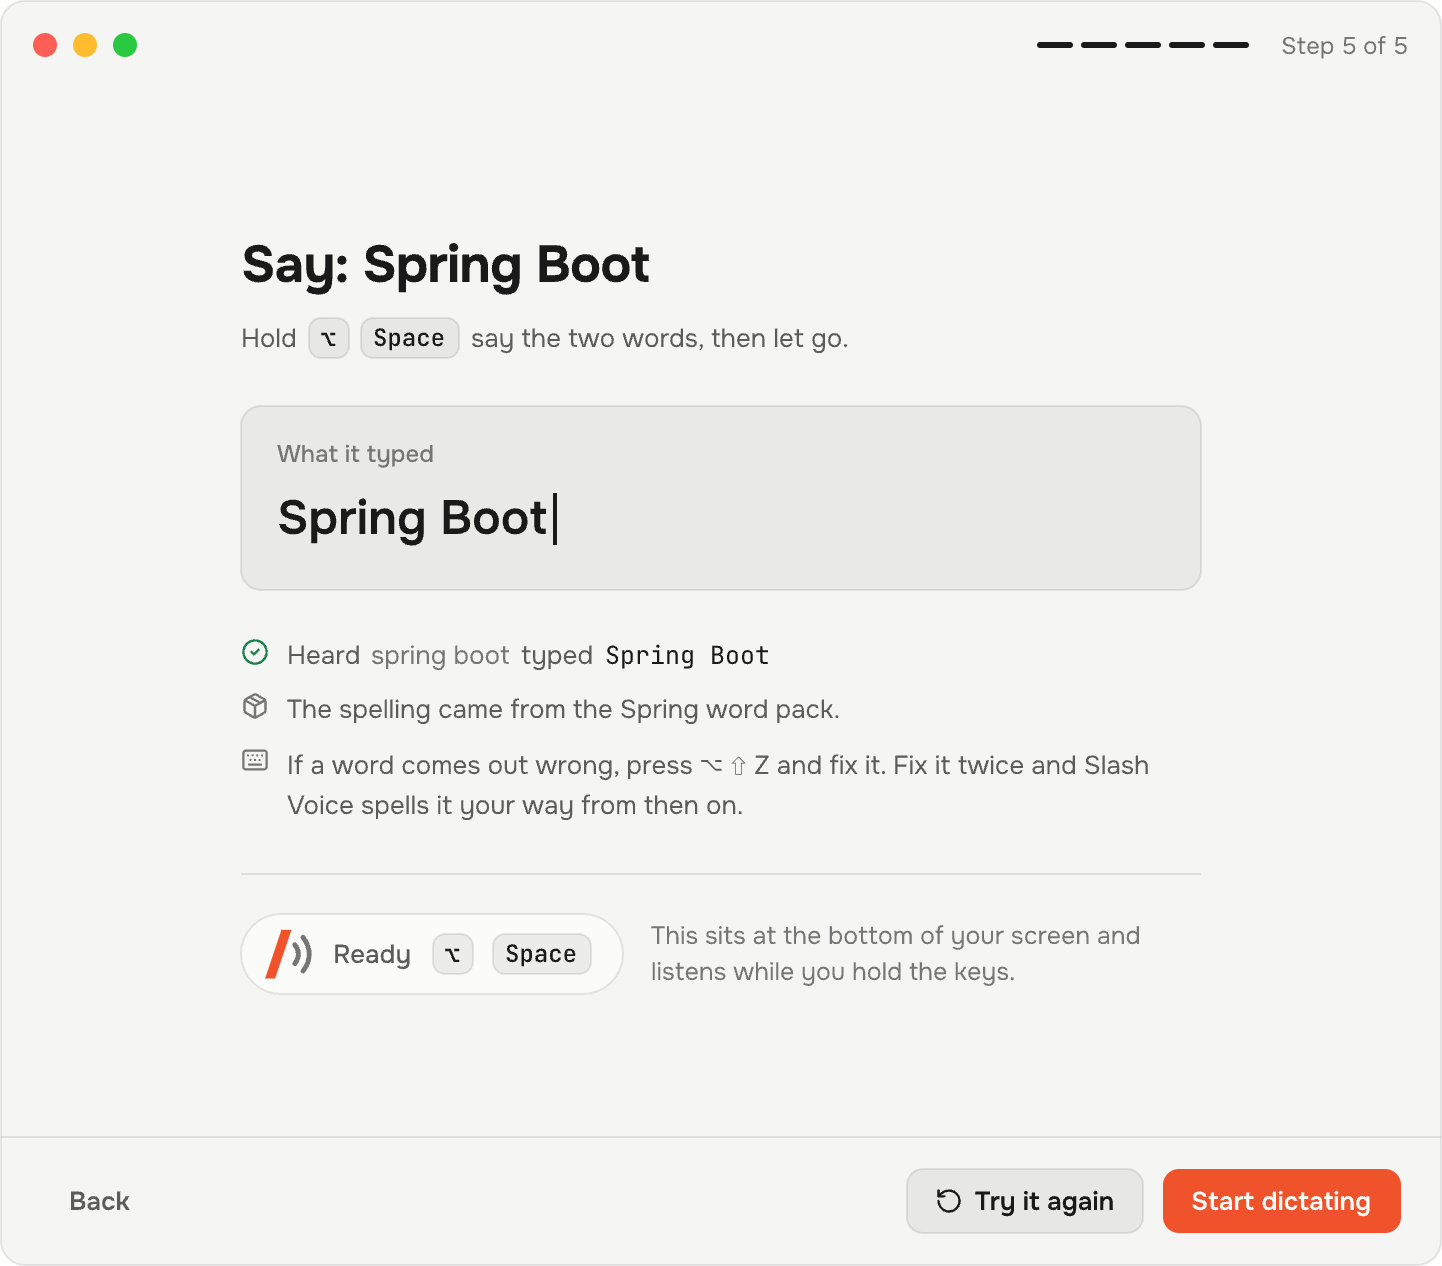 Step 5 of 5
Say: Spring Boot
Hold ⌥ Space say the two words, then let go.
What it typed
Spring Boot
Heard spring boot typed Spring Boot
The spelling came from the Spring word pack.
If a word comes out wrong, press ⌥ ⇧ Z and fix it. Fix it twice and Slash
Voice spells it your way from then on.
Ready ⌥ Space
This sits at the bottom of your screen and
listens while you hold the keys.
Back
Try it again
Start dictating